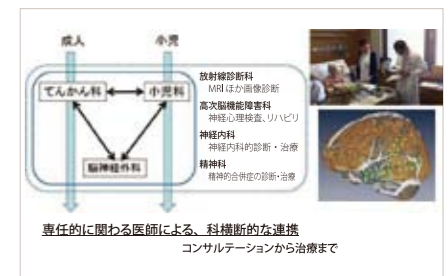 成人
小児
てんかん科
小児科
脳神経外科
放射線診断科
MRIほか画像診断
高次脳機能障害科
神経心理検査、リハビリ
神経内科
神経内科的診断・治療
精神科
精神的合併症の診断・治療
専任的に関わる医師による、科横断的な連携
コンサルテーションから治療まで